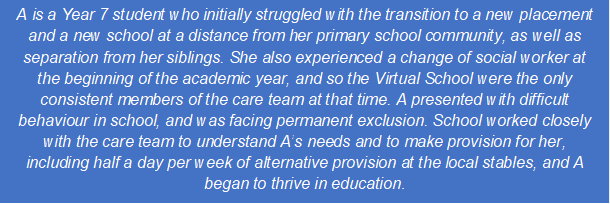 A is a Year 7 student who initially struggled with the transition to a new placement
and a new school at a distance from her primary school community, as well as
separation from her siblings. She also experienced a change of social worker at
the beginning of the academic year, and so the Virtual School were the only
consistent members of the care team at that time. A presented with difficult
behaviour in school, and was facing permanent exclusion. School worked closely
with the care team to understand A's needs and to make provision for her,
including half a day per week of alternative provision at the local stables, and A
began to thrive in education.